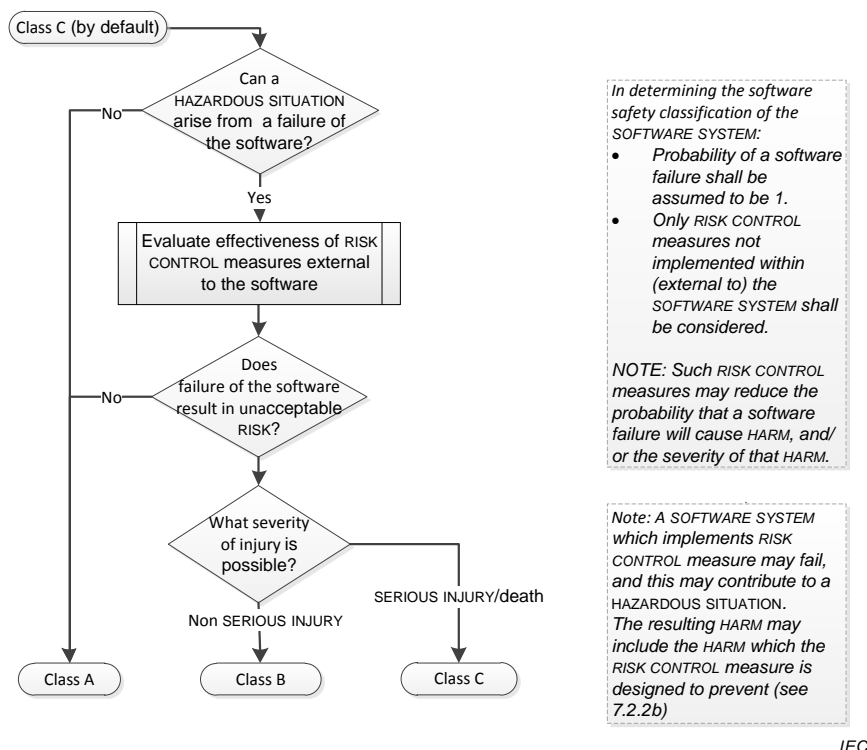 Class C (by default)
Can a
HAZARDOUS SITUATION
arise from a failure of
the software?
No
Yes
Evaluate effectiveness of RISK
CONTROL measures external
to the software
Does
failure of the software
result in unacceptable
RISK?
No
What severity
of injury is
possible?
SERIOUS INJURY/death
Non SERIOUS INJURY
Class A
Class B
Class C
In determining the software
safety classification of the
SOFTWARE SYSTEM:
• Probability of a software
failure shall be
assumed to be 1.
• Only RISK CONTROL
measures not
implemented within
(external to) the
SOFTWARE SYSTEM shall
be considered.
NOTE: Such RISK CONTROL
measures may reduce the
probability that a software
failure will cause HARM, and/
or the severity of that HARM.
Note: A SOFTWARE SYSTEM
which implements RISK
CONTROL measure may fail,
and this may contribute to a
HAZARDOUS SITUATION.
The resulting HARM may
include the HARM which the
RISK CONTROL measure is
designed to prevent (see
7.2.2b)
IEC